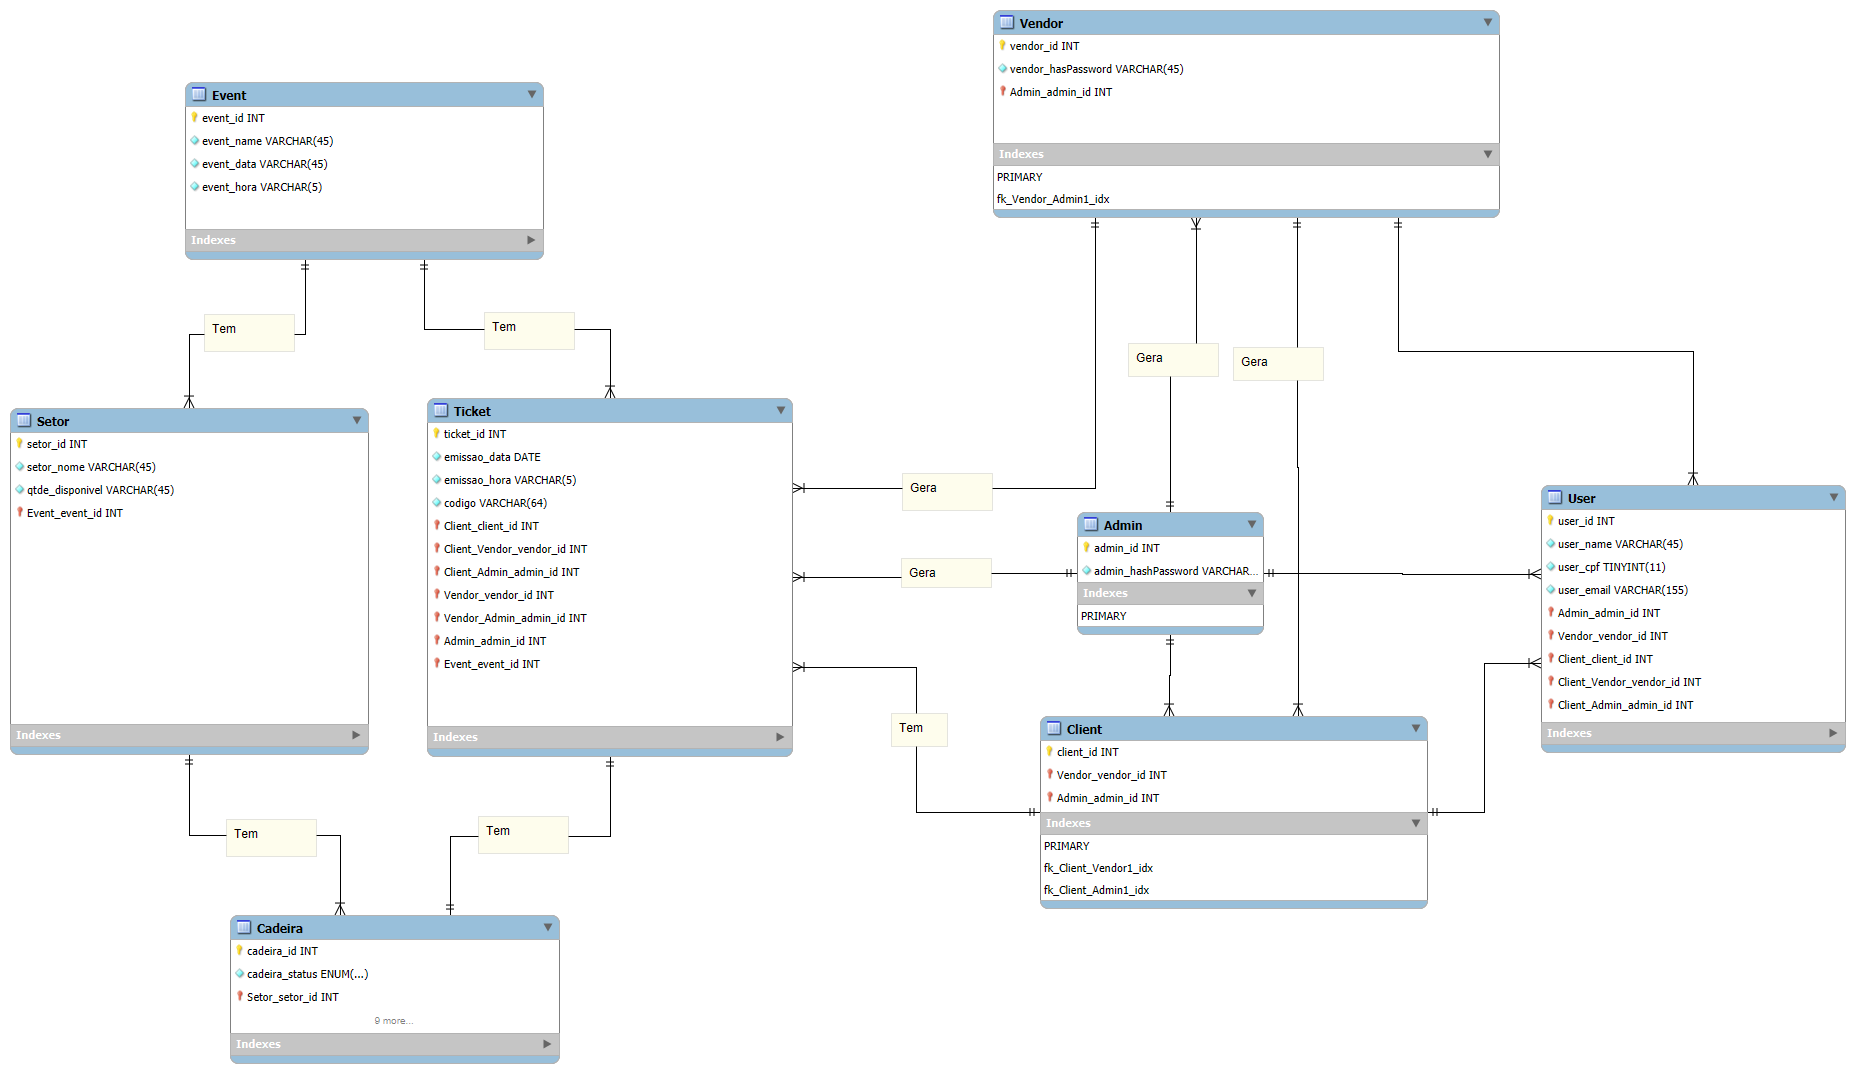 Vendor
vendor_id INT
vendor_hasPassword VARCHAR(45)
Admin_admin_id INT
Indexes
PRIMARY
fk_Vendor_Admin1_idx
Event
event_id INT
event_name VARCHAR(45)
event_data VARCHAR(45)
event_hora VARCHAR(5)
Indexes
Tem
Tem
Gera
Gera
Setor
setor_id INT
setor_nome VARCHAR(45)
qtde_disponivel VARCHAR(45)
Event_event_id INT
Indexes
Ticket
ticket_id INT
emissao_data DATE
emissao_hora VARCHAR(5)
codigo VARCHAR(64)
Client_client_id INT
Client_Vendor_vendor_id INT
Client_Admin_admin_id INT
Vendor_vendor_id INT
Vendor_Admin_admin_id INT
Admin_admin_id INT
Event_event_id INT
Indexes
Gera
Gera
Tem
Admin
admin_id INT
admin_hashPassword VARCHAR...
Indexes
PRIMARY
User
user_id INT
user_name VARCHAR(45)
user_cpf TINYINT(11)
user_email VARCHAR(155)
Admin_admin_id INT
Vendor_vendor_id INT
Client_client_id INT
Client_Vendor_vendor_id INT
Client_Admin_admin_id INT
Indexes
Client
client_id INT
Vendor_vendor_id INT
Admin_admin_id INT
Indexes
PRIMARY
fk_Client_Vendor1_idx
fk_Client_Admin1_idx
Tem
Tem
Cadeira
cadeira_id INT
cadeira_status ENUM(...)
Setor_setor_id INT
9 more...
Indexes